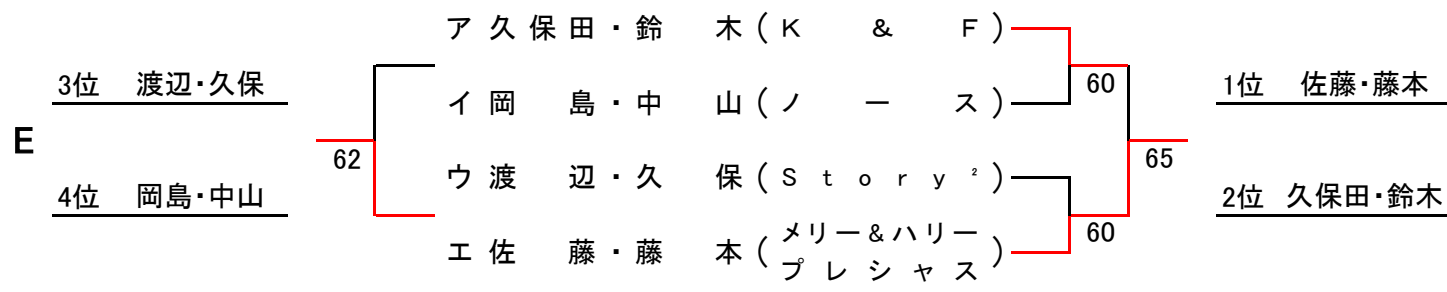 ア久保田・鈴木(K&F)
3位 渡辺・久保
60
1位 佐藤・藤本
イ岡島・中山(ノース)
E
62
65
ウ渡辺・久保(Story²)
4位 岡島・中山
2位 久保田・鈴木
60
エ佐藤・藤本(メリー&ハリー
プレシャス)